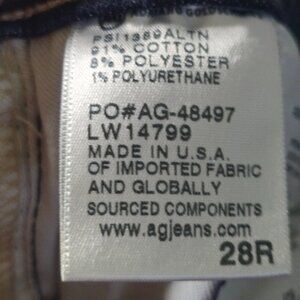 PSI1389ALTN
91% COTTON
8% POLYESTER
1% POLYURETHANE
PO#AG-48497
LW14799
MADE IN U.S.A.
OF IMPORTED FABRIC
AND GLOBALLY
SOURCED COMPONENTS
www.agjeans.com
28R